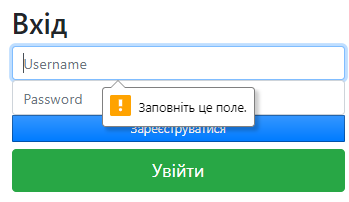 Вхід
Username
Password
! Заповніть це поле.
Зареєструватися
Увійти